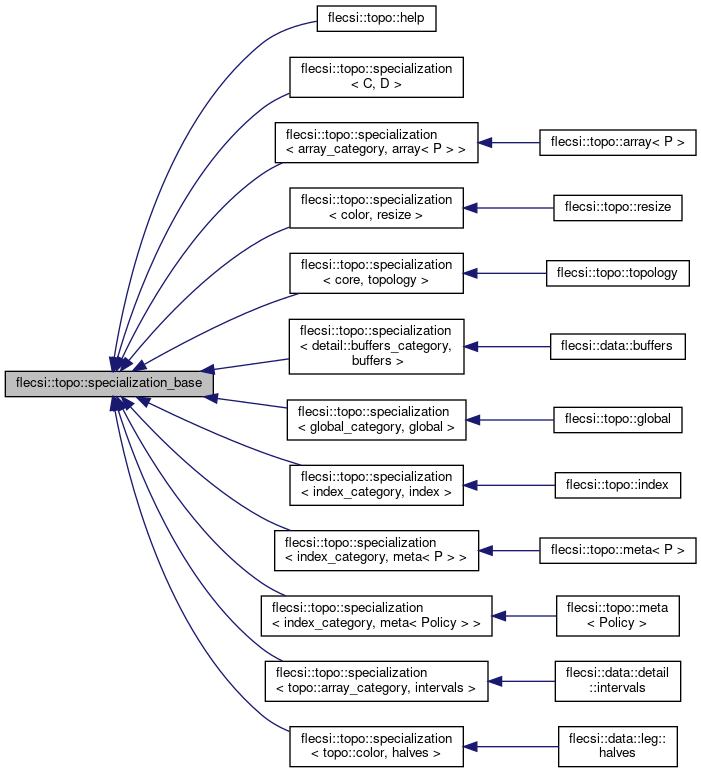 flecsi::topo::help
flecsi::topo::specialization
< C, D >
flecsi::topo::specialization
< array_category, array< P > >
flecsi::topo::array< P >
flecsi::topo::specialization
< color, resize >
flecsi::topo::resize
flecsi::topo::specialization
< core, topology >
flecsi::topo::topology
flecsi::topo::specialization
< detail::buffers_category,
buffers >
flecsi::data::buffers
flecsi::topo::specialization_base
flecsi::topo::specialization
< global_category, global >
flecsi::topo::global
flecsi::topo::specialization
< index_category, index >
flecsi::topo::index
flecsi::topo::specialization
< index_category, meta< P > >
flecsi::topo::meta< P >
flecsi::topo::specialization
< index_category, meta< Policy > >
flecsi::topo::meta
< Policy >
flecsi::topo::specialization
< topo::array_category, intervals >
flecsi::data::detail
::intervals
flecsi::topo::specialization
< topo::color, halves >
flecsi::data::leg::
halves